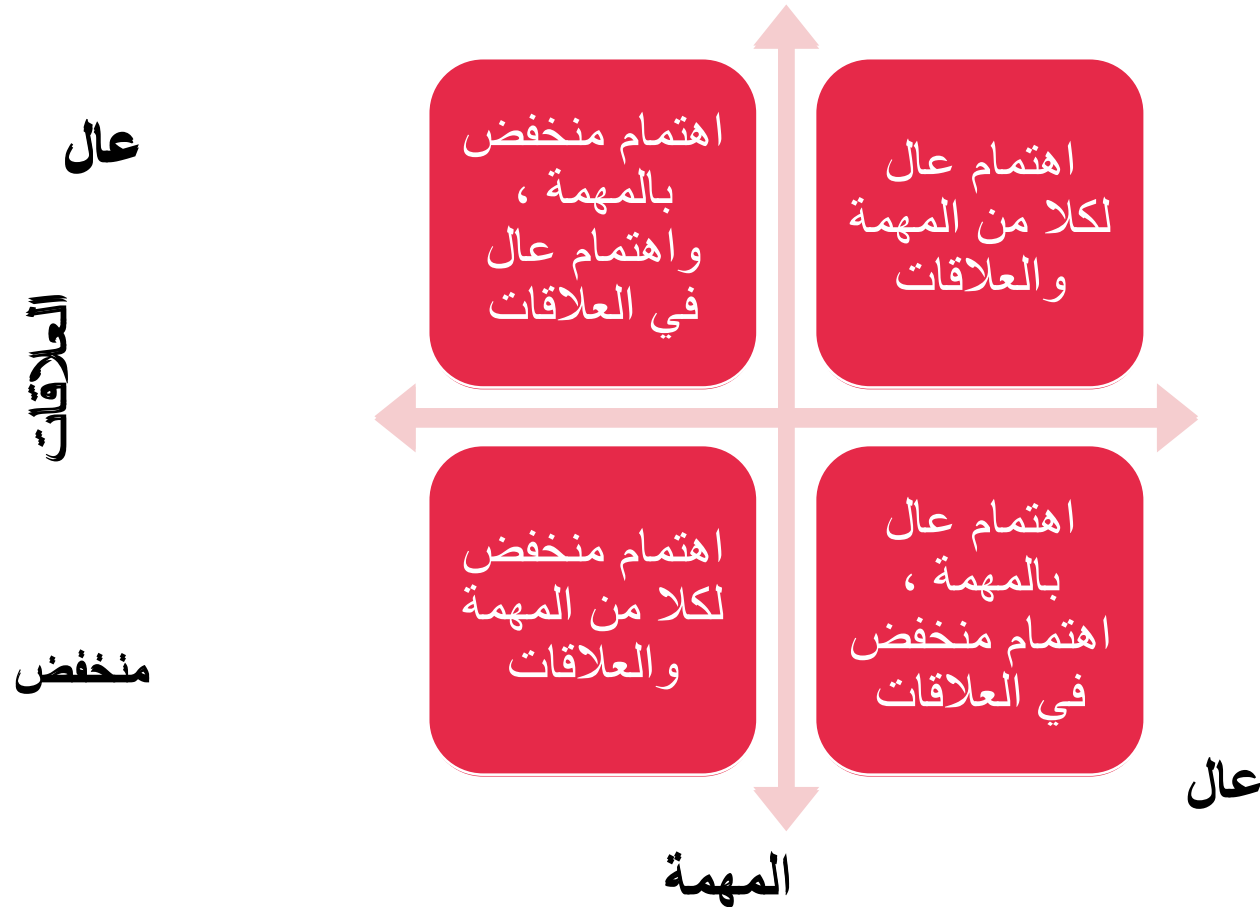 عال
اهتمام عال
لكلا من المهمة
والعلاقات
اهتمام منخفض
بالمهمة ،
واهتمام عال
في العلاقات
العلاقات
اهتمام عال
بالمهمة ،
اهتمام منخفض
في العلاقات
اهتمام منخفض
لكلا من المهمة
والعلاقات
منخفض
عال
المهمة